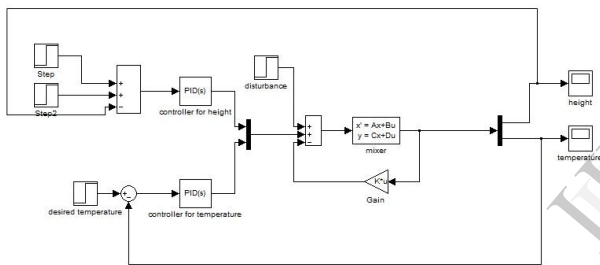 Step
+
+
−
Step2
PID(s)
controller for height
disturbance
+
+
−
x' = Ax+Bu
y = Cx+Du
mixer
height
temperature
K*u
Gain
desired temperature
+
−
PID(s)
controller for temperature